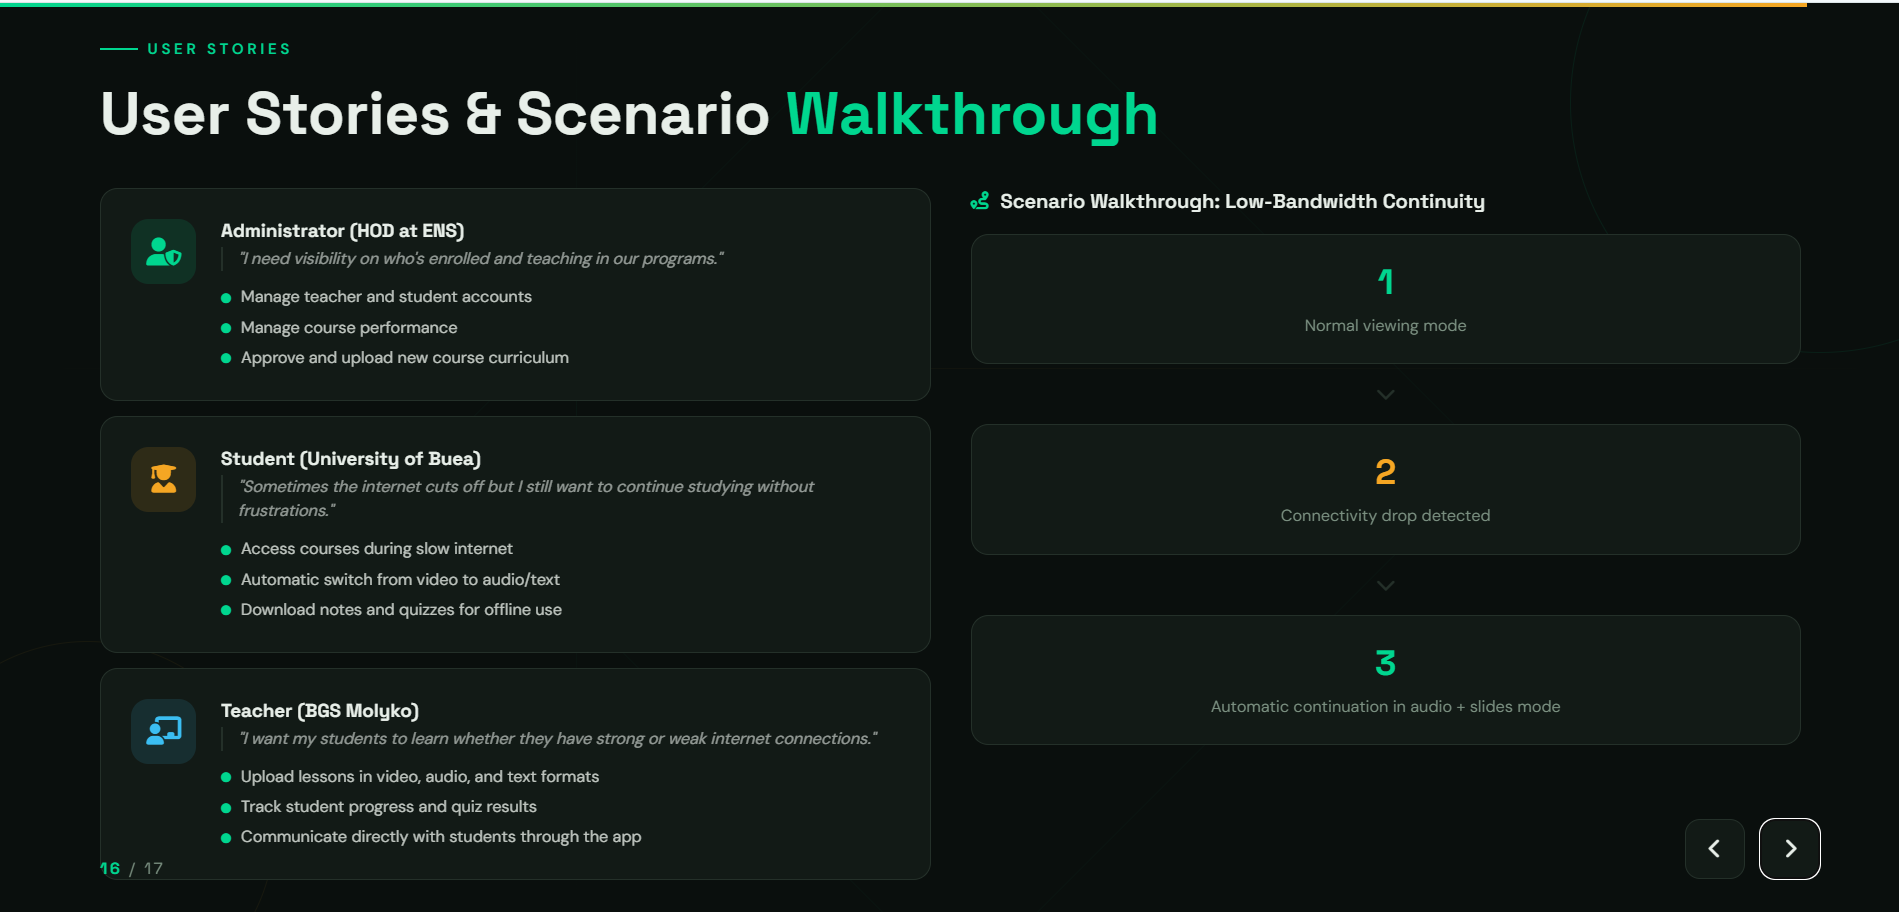 USER STORIES
User Stories & Scenario Walkthrough
Administrator (HOD at ENS)
"I need visibility on who's enrolled and teaching in our programs."
Manage teacher and student accounts
Manage course performance
Approve and upload new course curriculum
Student (University of Buea)
"Sometimes the internet cuts off but I still want to continue studying without
frustrations."
Access courses during slow internet
Automatic switch from video to audio/text
Download notes and quizzes for offline use
Teacher (BGS Molyko)
"I want my students to learn whether they have strong or weak internet connections."
Upload lessons in video, audio, and text formats
Track student progress and quiz results
Communicate directly with students through the app
Scenario Walkthrough: Low-Bandwidth Continuity
1
Normal viewing mode
2
Connectivity drop detected
3
Automatic continuation in audio + slides mode
16 / 17